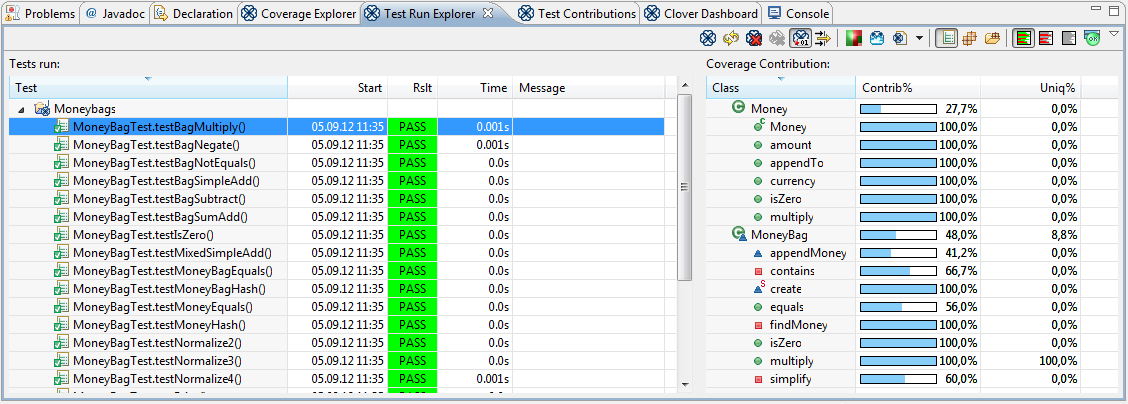 Problems Javadoc Declaration Coverage Explorer Test Run Explorer Test Contributions Clover Dashboard Console
Tests run:
Test Start Rslt Time Message
Moneybags
MoneyBagTest.testBagMultiply() 05.09.12 11:35 PASS 0.001s
MoneyBagTest.testBagNegate() 05.09.12 11:35 PASS 0.001s
MoneyBagTest.testBagNotEquals() 05.09.12 11:35 PASS 0.0s
MoneyBagTest.testBagSimpleAdd() 05.09.12 11:35 PASS 0.0s
MoneyBagTest.testBagSubtract() 05.09.12 11:35 PASS 0.0s
MoneyBagTest.testBagSumAdd() 05.09.12 11:35 PASS 0.0s
MoneyBagTest.testIsZero() 05.09.12 11:35 PASS 0.0s
MoneyBagTest.testMixedSimpleAdd() 05.09.12 11:35 PASS 0.0s
MoneyBagTest.testMoneyBagEquals() 05.09.12 11:35 PASS 0.0s
MoneyBagTest.testMoneyBagHash() 05.09.12 11:35 PASS 0.0s
MoneyBagTest.testMoneyEquals() 05.09.12 11:35 PASS 0.0s
MoneyBagTest.testMoneyHash() 05.09.12 11:35 PASS 0.0s
MoneyBagTest.testNormalize2() 05.09.12 11:35 PASS 0.0s
MoneyBagTest.testNormalize3() 05.09.12 11:35 PASS 0.0s
MoneyBagTest.testNormalize4() 05.09.12 11:35 PASS 0.001s
Coverage Contribution:
Class Contrib% Uniq%
Money 27,7% 0,0%
Money 100,0% 0,0%
amount 100,0% 0,0%
appendTo 100,0% 0,0%
currency 100,0% 0,0%
isZero 100,0% 0,0%
multiply 100,0% 0,0%
MoneyBag 48,0% 8,8%
appendMoney 41,2% 0,0%
contains 66,7% 0,0%
create 100,0% 0,0%
equals 56,0% 0,0%
findMoney 100,0% 0,0%
isZero 100,0% 0,0%
multiply 100,0% 100,0%
simplify 60,0% 0,0%